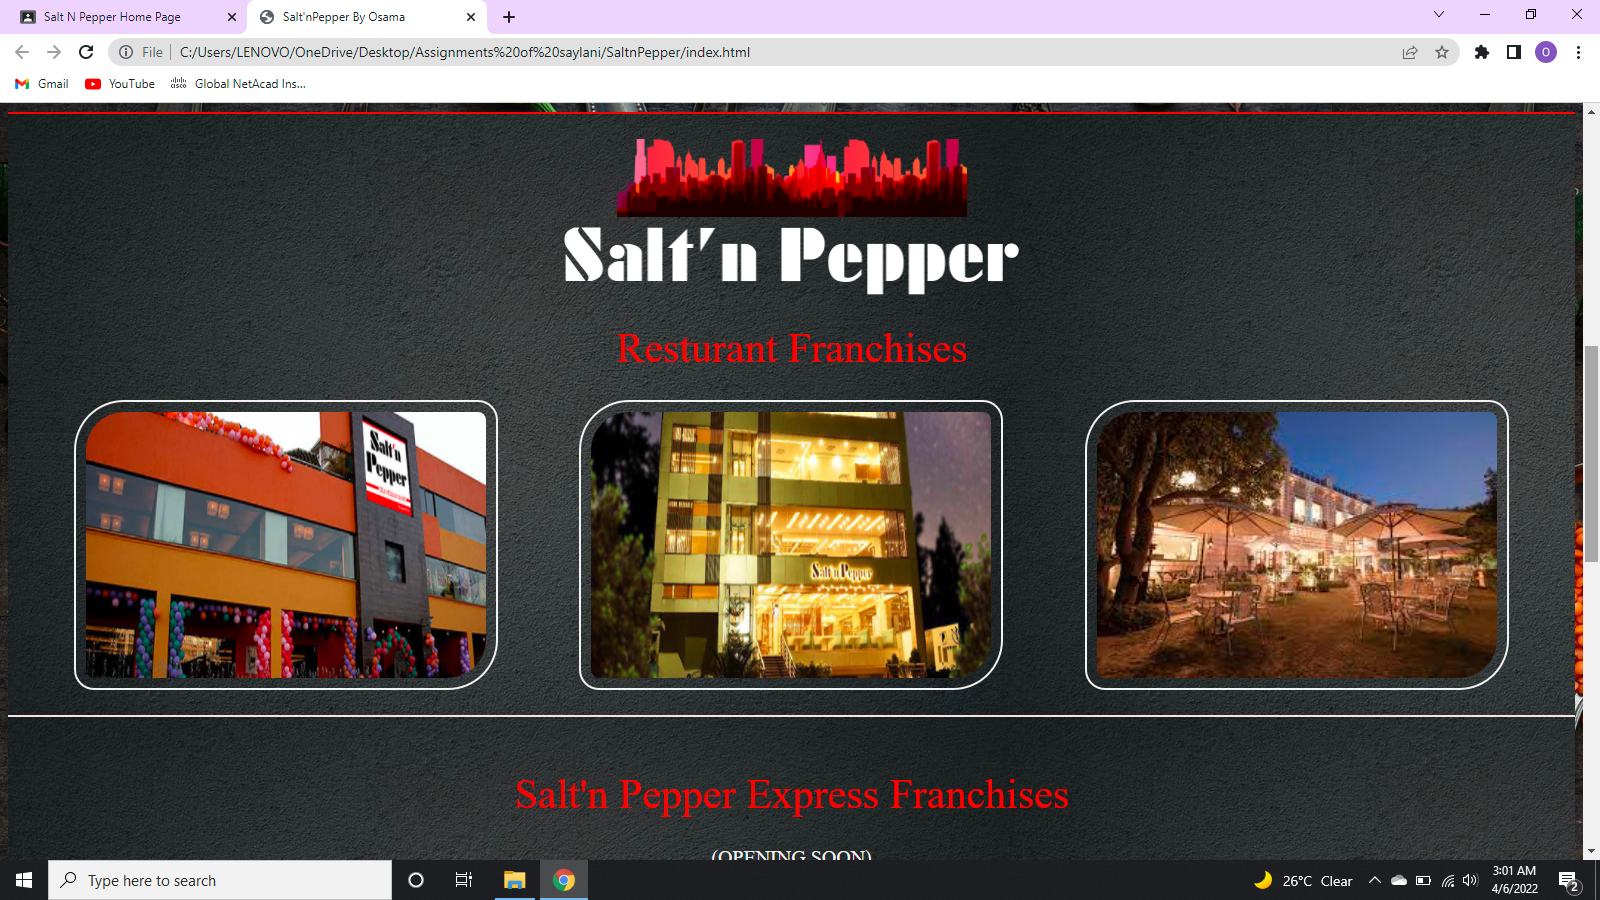 Salt N Pepper Home Page
Salt'nPepper By Osama
File
C:/Users/LENOVO/OneDrive/Desktop/Assignments%20of%20saylani/SaltnPepper/index.html
O
Gmail
YouTube
Global NetAcad Ins...
Salt'n Pepper
Resturant Franchises
Salt'n
Pepper
Restaurant
Salt'n Pepper
Salt'n Pepper Express Franchises
(OPENING SOON)
Type here to search
26°C Clear
3:01 AM
4/6/2022
2